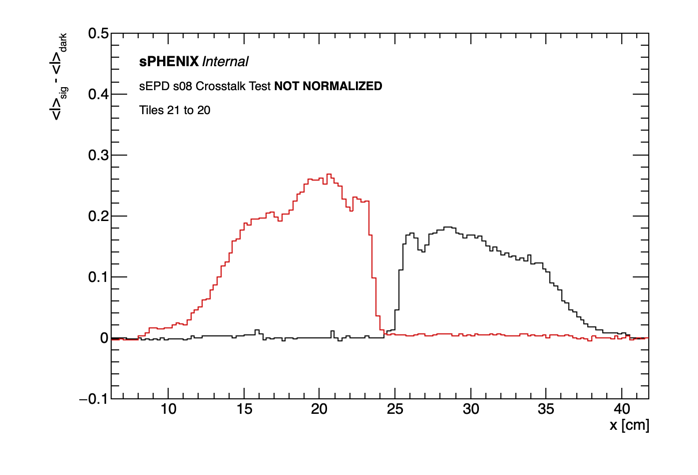 <I>sig - <I>dark
0.5
sPHENIX Internal
sEPD s08 Crosstalk Test NOT NORMALIZED
0.4
Tiles 21 to 20
0.3
0.2
0.1
0
−0.1
10 15 20 25 30 35 40
x [cm]